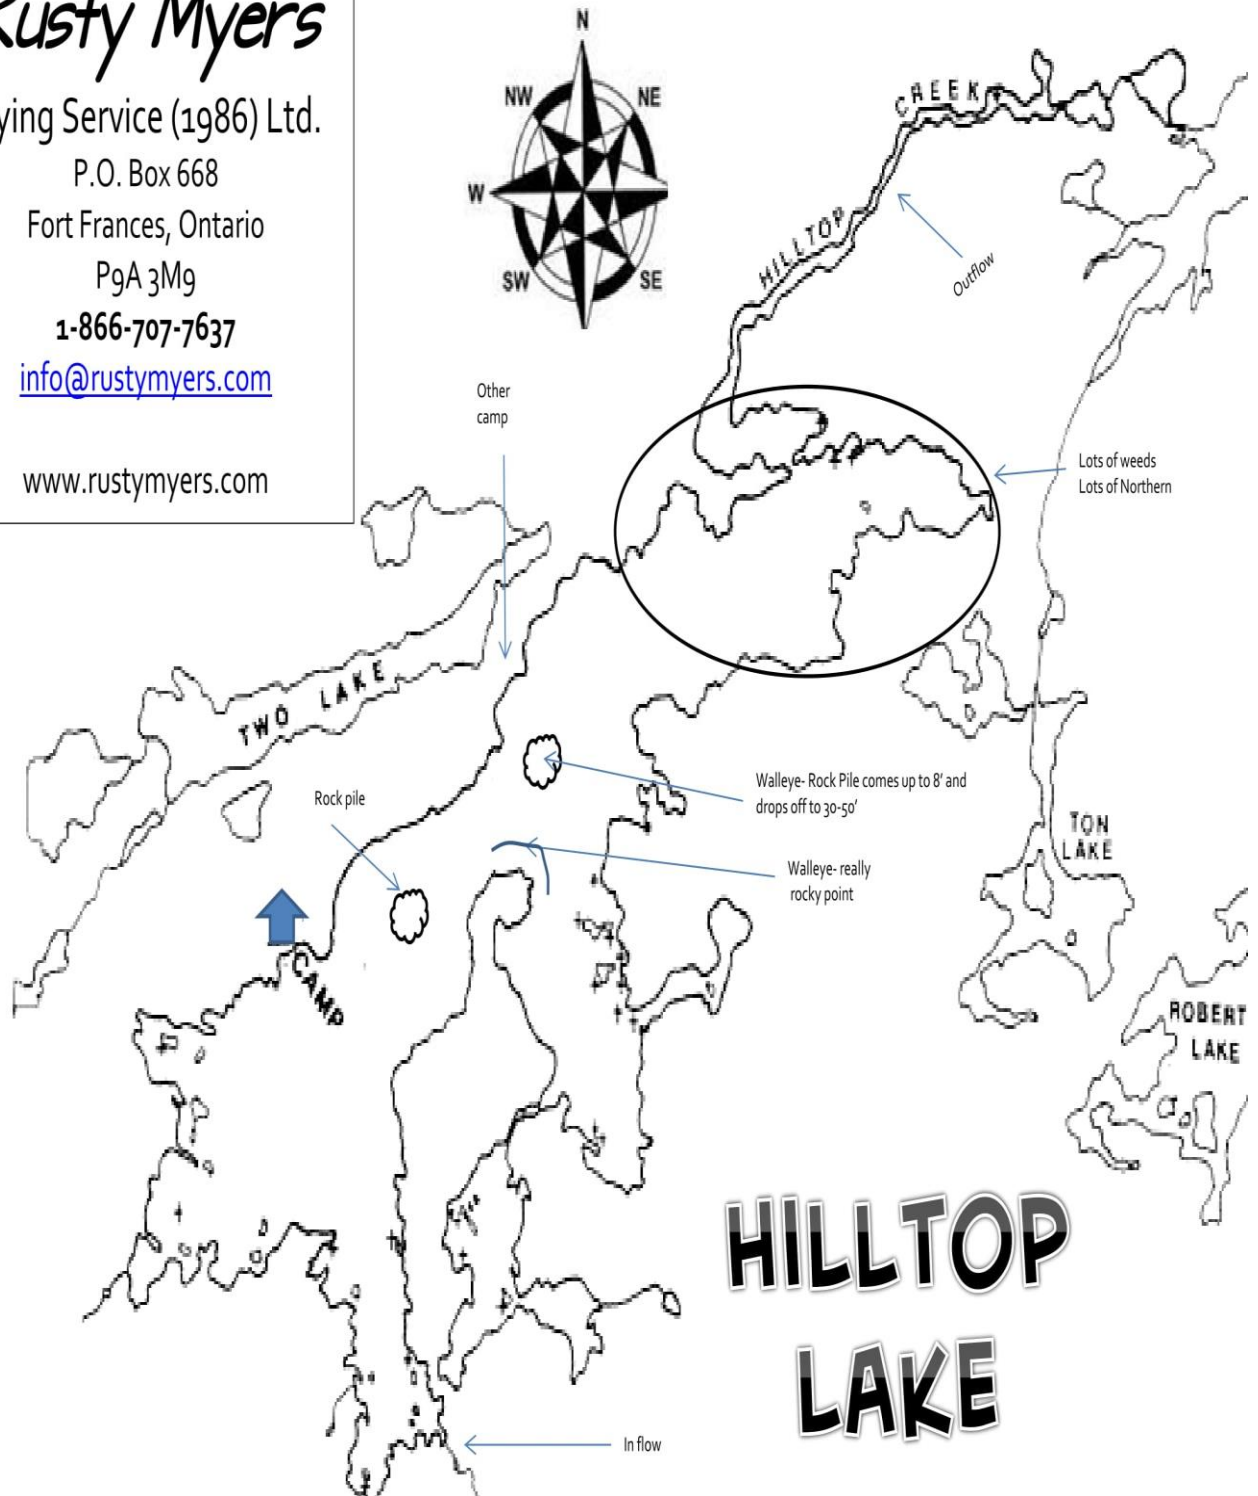 Rusty Myers
ying Service (1986) Ltd.
P.O. Box 668
Fort Frances, Ontario
P9A 3M9
1-866-707-7637
info@rustymyers.com
www.rustymyers.com
N
NW
NE
W
SW
SE
CREEK
HILLTOP
Outflow
Other
camp
Lots of weeds
Lots of Northern
TWO LAKE
Rock pile
Walleye- Rock Pile comes up to 8' and
drops off to 30-50'
Walleye- really
rocky point
TON
LAKE
CAMP
ROBERT
LAKE
HILLTOP
LAKE
In flow